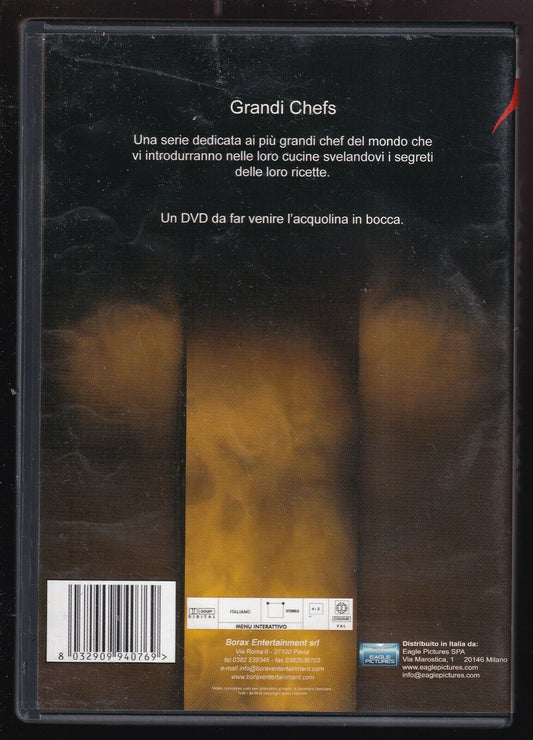 Grandi Chefs
Una serie dedicata ai più grandi chef del mondo che
vi introdurranno nelle loro cucine svelandovi i segreti
delle loro ricette.
Un DVD da far venire l'acquolina in bocca.
DOLBY
DIGITAL
ITALIANO
STEREO
4:3
COLOUR
PAL
MENU INTERATTIVO
Borax Entertainment srl
Via Roma 6 - 27100 Pavia
e-mail info@boraxentertainment.com
www.boraxentertainment.com
8 032909 940769 >
EAGLE
PICTURES
Distribuito in Italia da:
Eagle Pictures SPA
Via Marostica, 1 20146 Milano
www.eaglepictures.com
info@eaglepictures.com